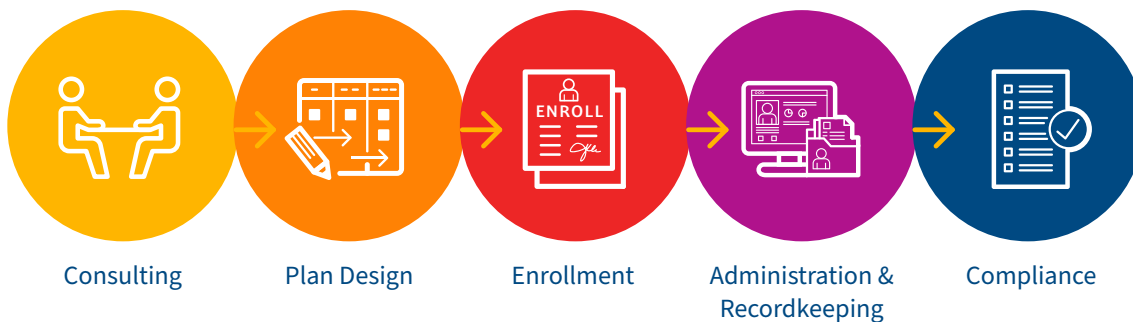 ENROLL
Consulting
Plan Design
Enrollment
Administration &
Recordkeeping
Compliance